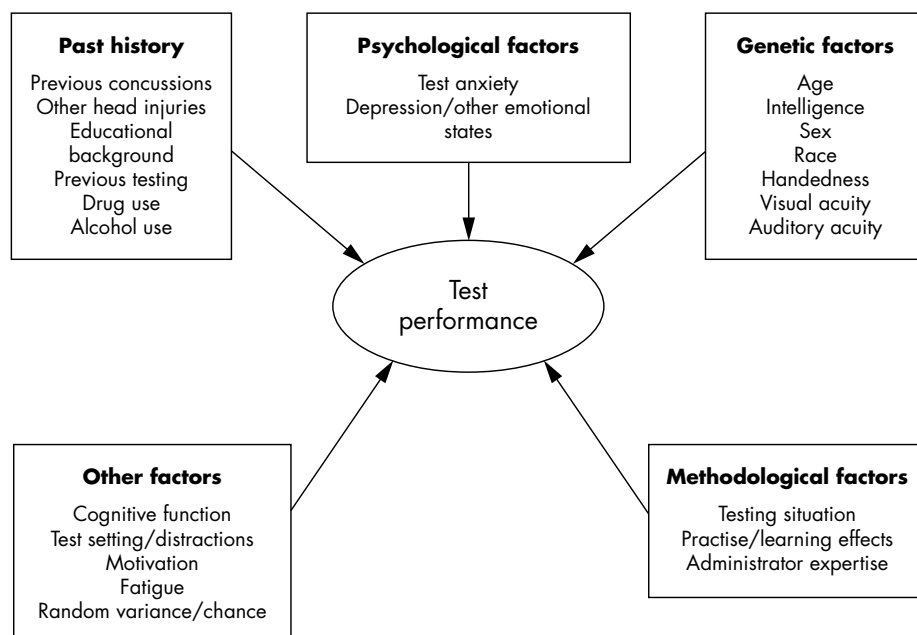 Past history
Previous concussions
Other head injuries
Educational
background
Previous testing
Drug use
Alcohol use
Psychological factors
Test anxiety
Depression/other emotional
states
Genetic factors
Age
Intelligence
Sex
Race
Handedness
Visual acuity
Auditory acuity
Test
performance
Other factors
Cognitive function
Test setting/distractions
Motivation
Fatigue
Random variance/chance
Methodological factors
Testing situation
Practise/learning effects
Administrator expertise